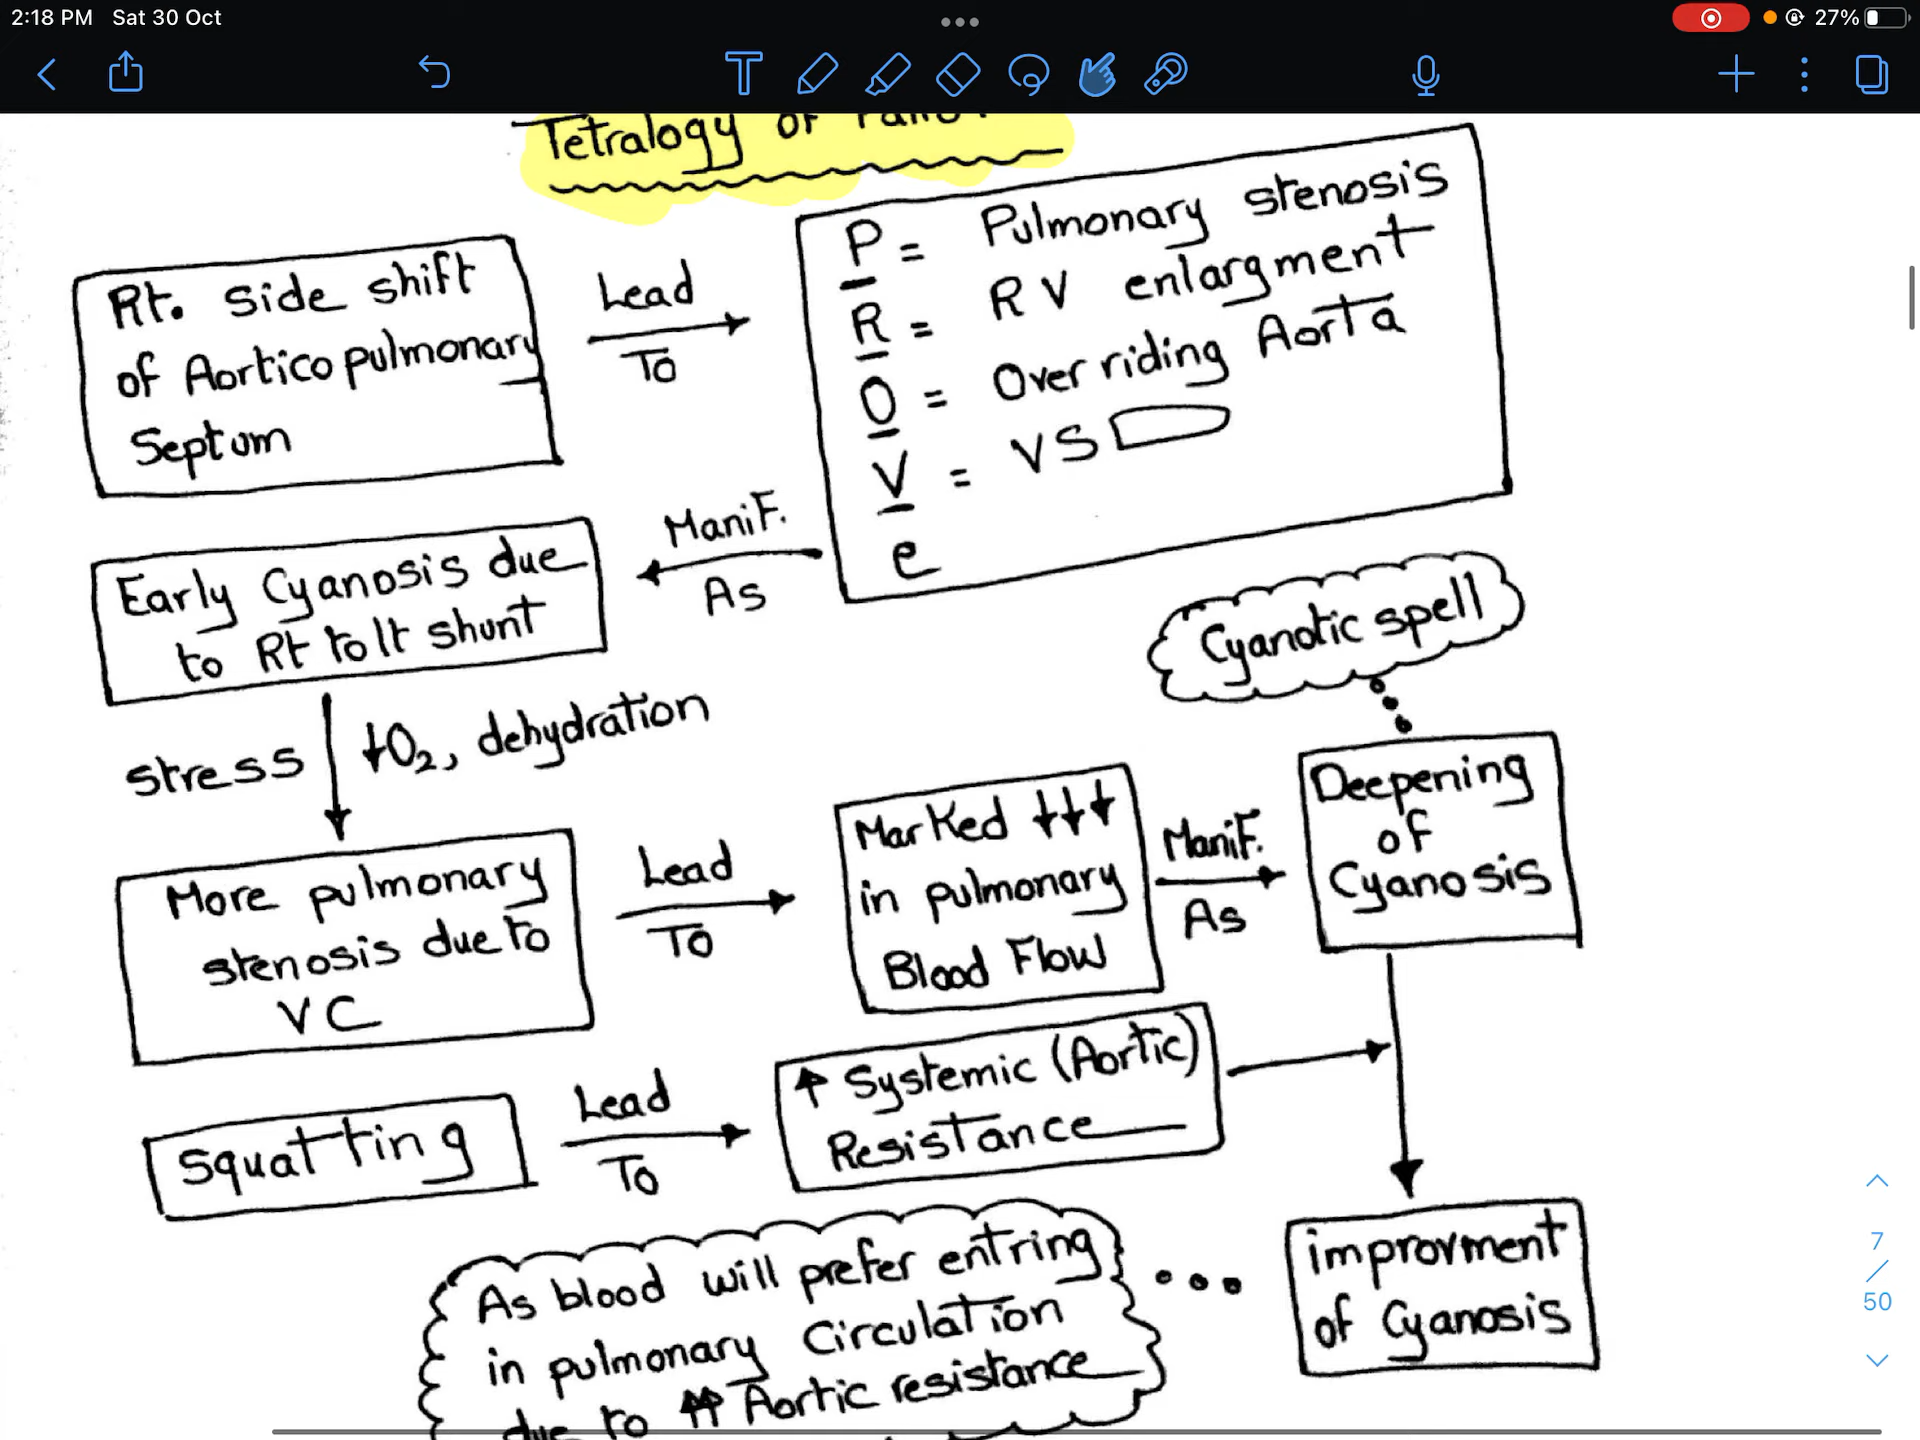 2:18 PM Sat 30 Oct
27%
Tetralogy of
Rt. side shift
of Aortico pulmonary
Septum
Lead
To
P = Pulmonary stenosis
R = RV enlargment
O = Over riding Aorta
V = VSD
e
Manif.
As
Early Cyanosis due
to Rt to lt shunt
stress
↓O₂, dehydration
Cyanotic spell
More pulmonary
stenosis due to
VC
Lead
To
Marked ↓↓↓
in pulmonary
Blood Flow
Manif.
As
Deepening
of
Cyanosis
Squatting
Lead
To
↑ Systemic (Aortic)
Resistance
As blood will prefer entring
in pulmonary Circulation
due to ↑↑ Aortic resistance
improvment
of Cyanosis
7
/
50